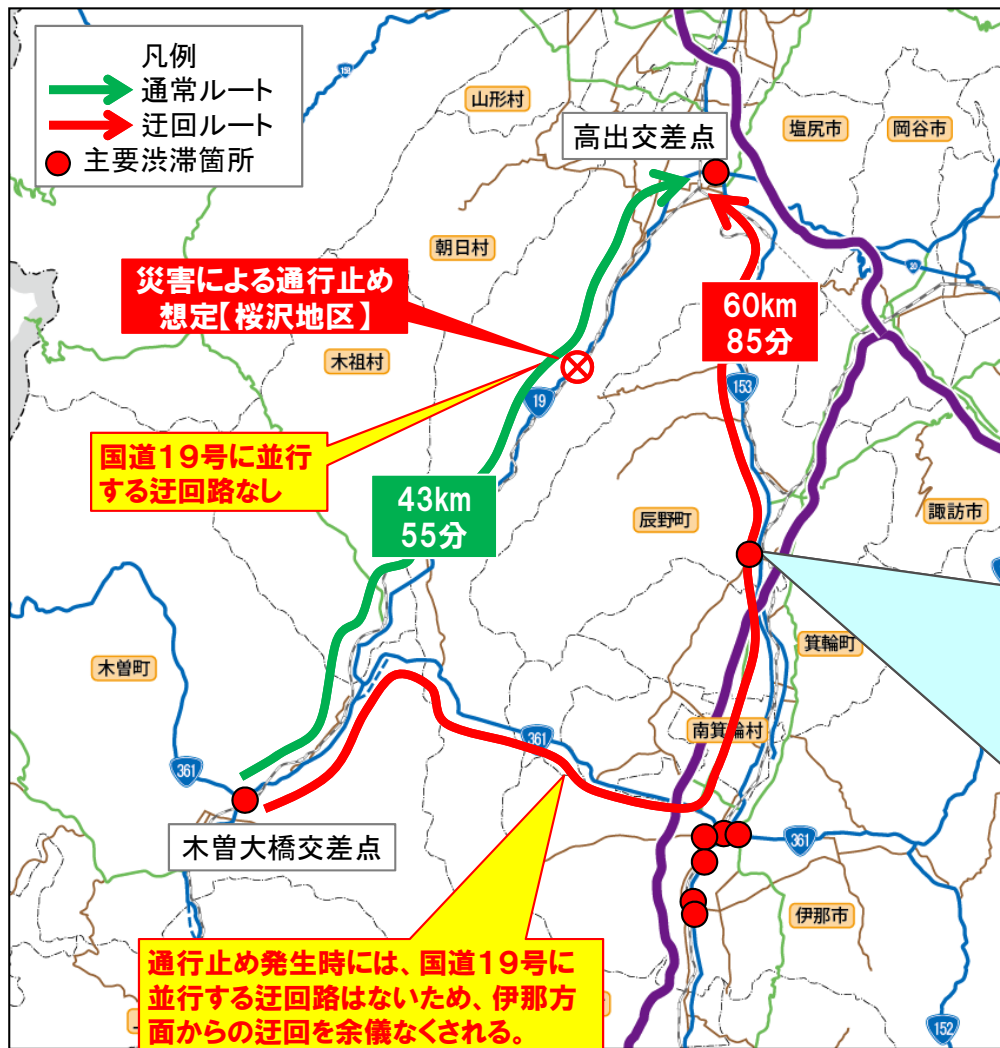 凡例
通常ルート
迂回ルート
主要渋滞箇所
山形村
高出交差点
塩尻市
岡谷市
朝日村
災害による通行止め
想定【桜沢地区】
木祖村
60km
85分
153
19
国道19号に並行
する迂回路なし
43km
55分
辰野町
諏訪市
木曽町
箕輪町
361
南箕輪村
361
木曽大橋交差点
361
伊那市
通行止め発生時には、国道19号に
並行する迂回路はないため、伊那方
面からの迂回を余儀なくされる。
152